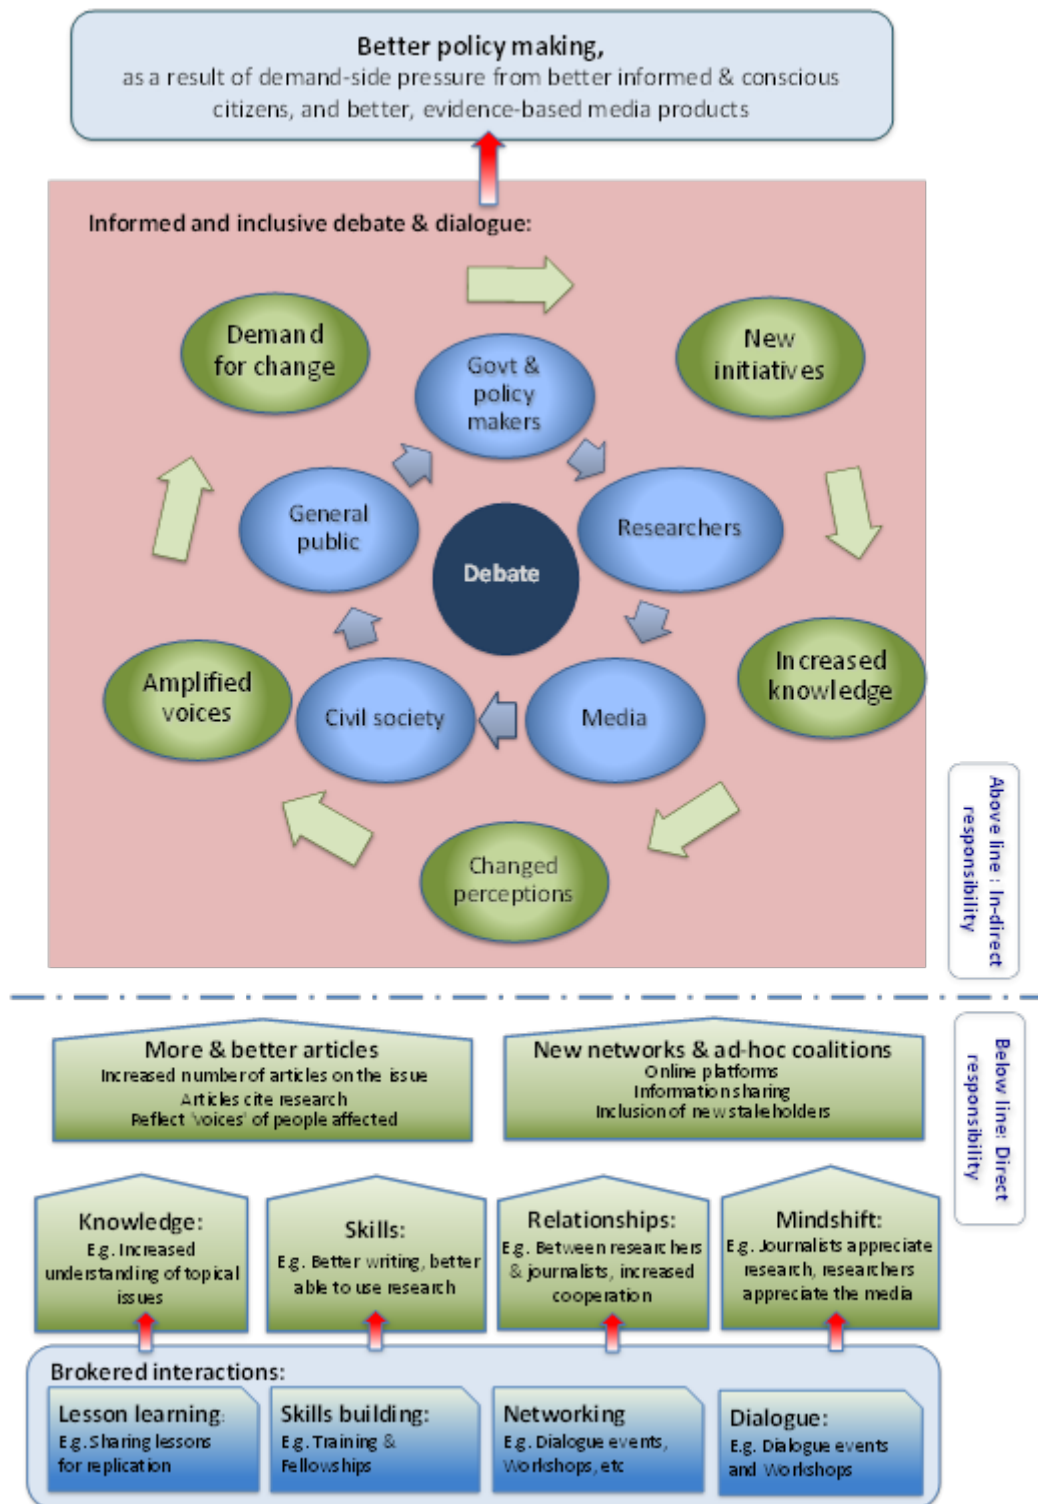 Better policy making,
as a result of demand-side pressure from better informed & conscious
citizens, and better, evidence-based media products
Informed and inclusive debate & dialogue:
Demand
for change
New
initiatives
Govt &
policy
makers
General
public
Researchers
Debate
Amplified
voices
Civil society
Media
Increased
knowledge
Changed
perceptions
Above line : In-direct
responsibility
Below line: Direct
responsibility
More & better articles
Increased number of articles on the issue
Articles cite research
Reflect 'voices' of people affected
New networks & ad-hoc coalitions
Online platforms
Information sharing
Inclusion of new stakeholders
Knowledge:
E.g. Increased
understanding of topical
issues
Skills:
E.g. Better writing, better
able to use research
Relationships:
E.g. Between researchers
& journalists, increased
cooperation
Mindshift:
E.g. Journalists appreciate
research, researchers
appreciate the media
Brokered interactions:
Lesson learning:
E.g. Sharing lessons
for replication
Skills building:
E.g. Training &
Fellowships
Networking
E.g. Dialogue events,
Workshops, etc
Dialogue:
E.g. Dialogue events
and Workshops